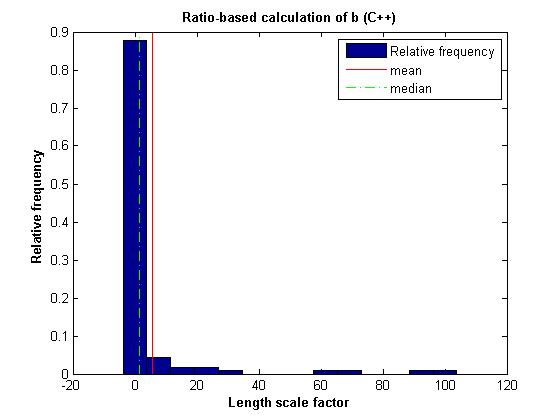 Ratio-based calculation of b (C++)
Relative frequency
mean
median
0.9
0.8
0.7
0.6
0.5
0.4
0.3
0.2
0.1
0
Relative frequency
-20 0 20 40 60 80 100 120
Length scale factor